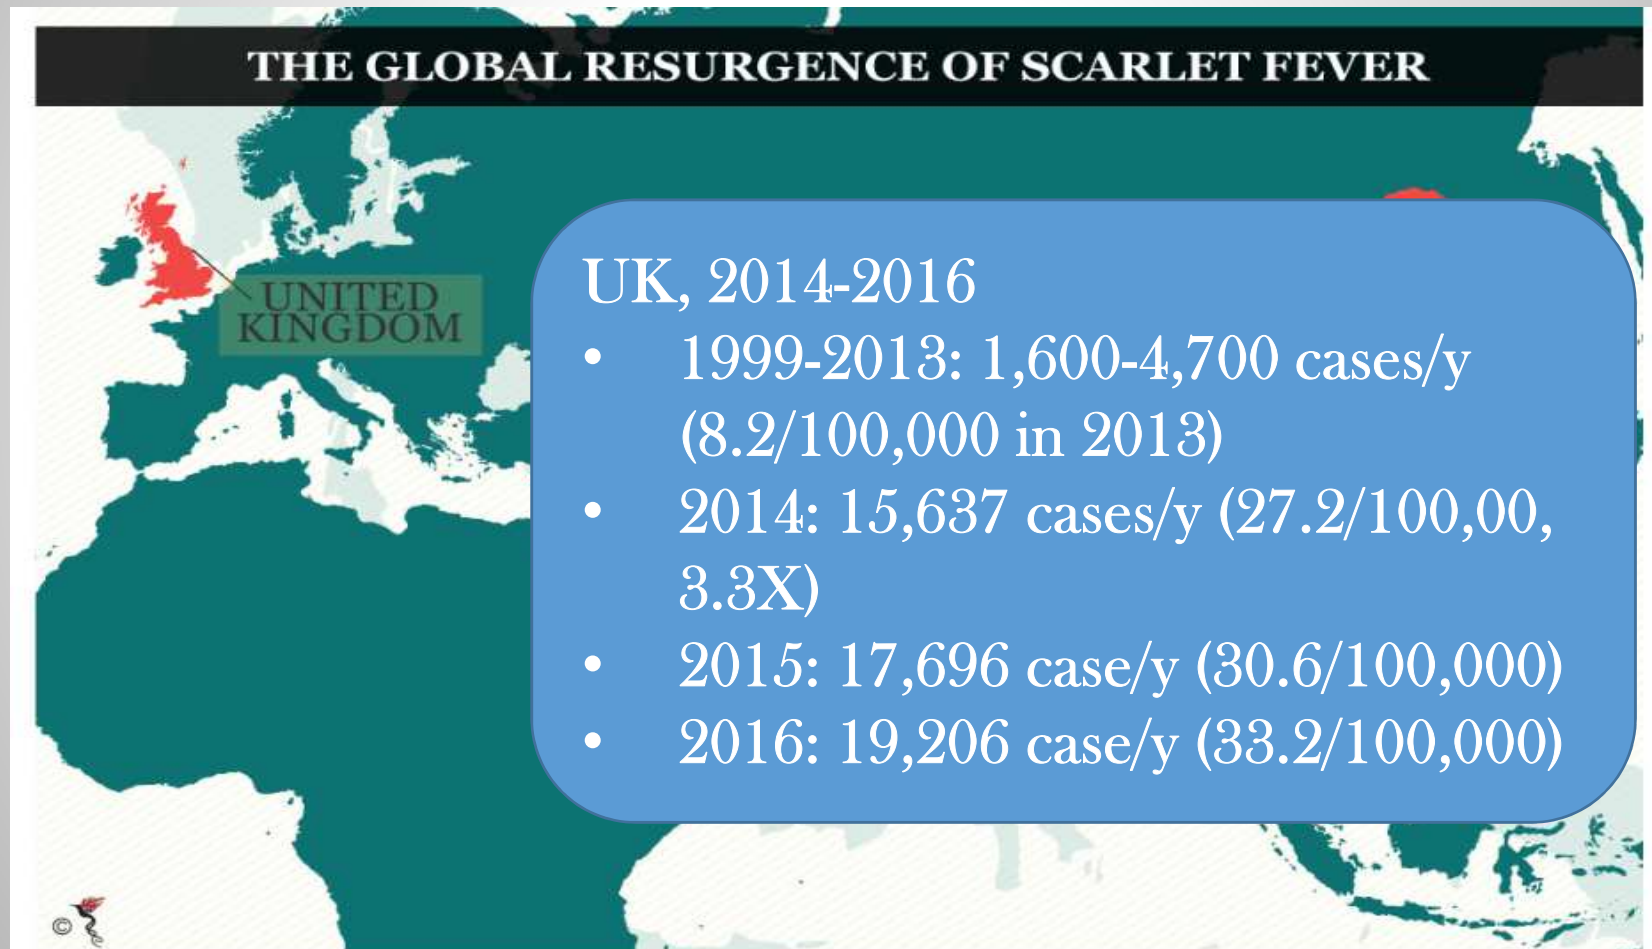 THE GLOBAL RESURGENCE OF SCARLET FEVER
UNITED
KINGDOM
UK, 2014-2016
• 1999-2013: 1,600-4,700 cases/y
(8.2/100,000 in 2013)
• 2014: 15,637 cases/y (27.2/100,00,
3.3X)
• 2015: 17,696 case/y (30.6/100,000)
• 2016: 19,206 case/y (33.2/100,000)
©